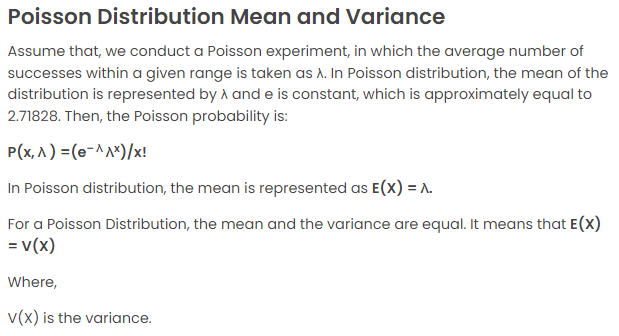 Poisson Distribution Mean and Variance
Assume that, we conduct a Poisson experiment, in which the average number of
successes within a given range is taken as λ. In Poisson distribution, the mean of the
distribution is represented by λ and e is constant, which is approximately equal to
2.71828. Then, the Poisson probability is:
P(x, λ ) =(e⁻ λ λˣ)/x!
In Poisson distribution, the mean is represented as E(X) = λ.
For a Poisson Distribution, the mean and the variance are equal. It means that E(X)
= V(X)
Where,
V(X) is the variance.